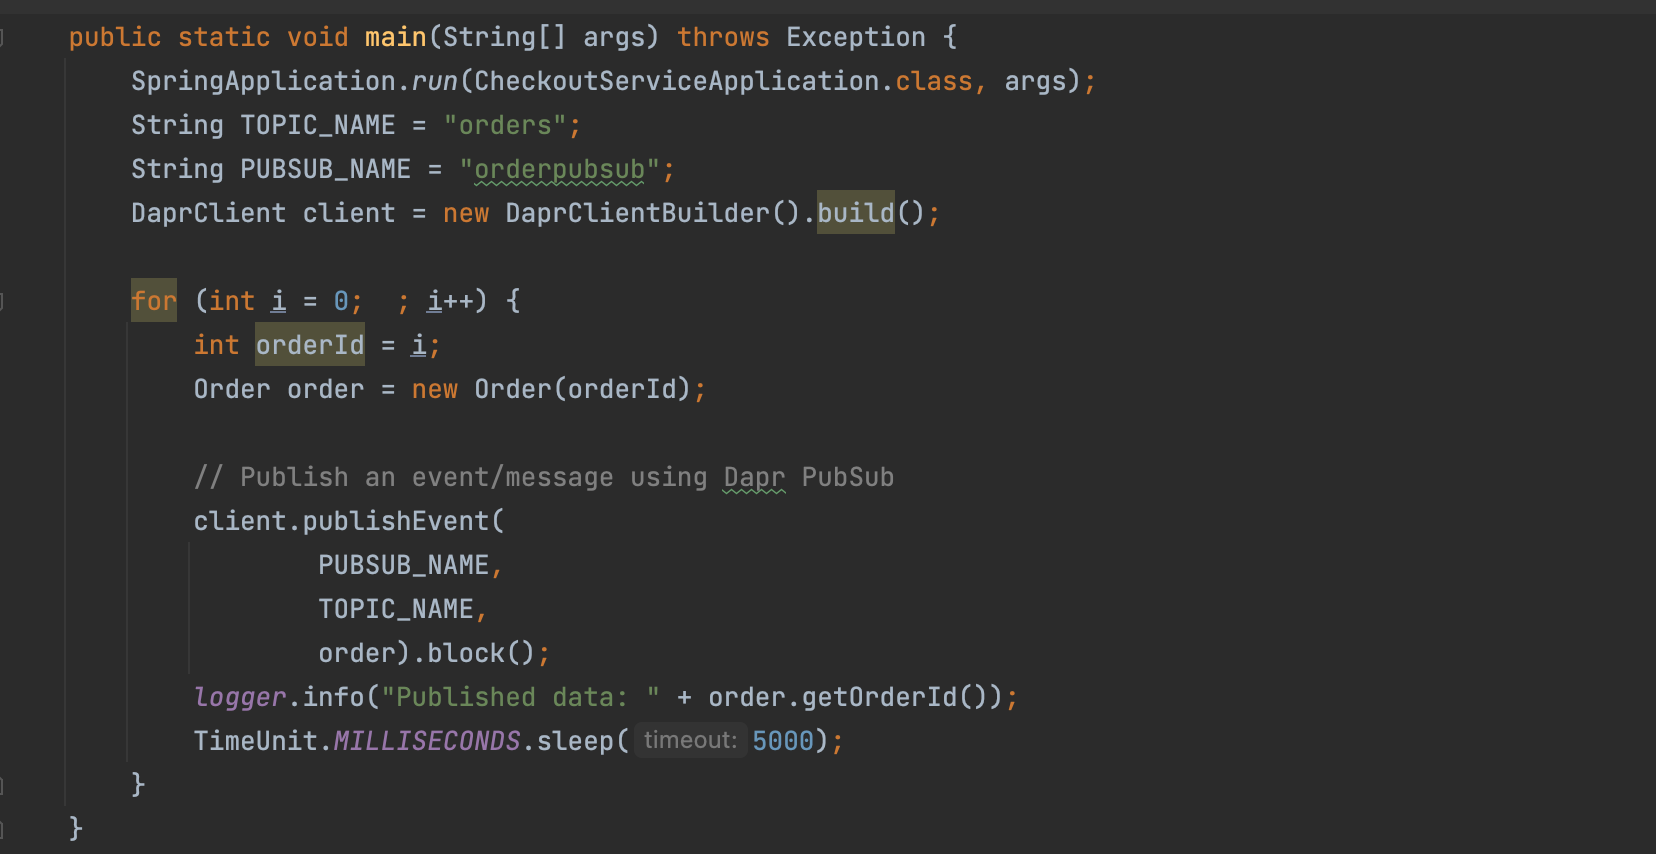 public static void main(String[] args) throws Exception {
SpringApplication.run(CheckoutServiceApplication.class, args);
String TOPIC_NAME = "orders";
String PUBSUB_NAME = "orderpubsub";
DaprClient client = new DaprClientBuilder().build();
for (int i = 0;  ; i++) {
int orderId = i;
Order order = new Order(orderId);
// Publish an event/message using Dapr PubSub
client.publishEvent(
PUBSUB_NAME,
TOPIC_NAME,
order).block();
logger.info("Published data: " + order.getOrderId());
TimeUnit.MILLISECONDS.sleep( timeout: 5000);
}
}